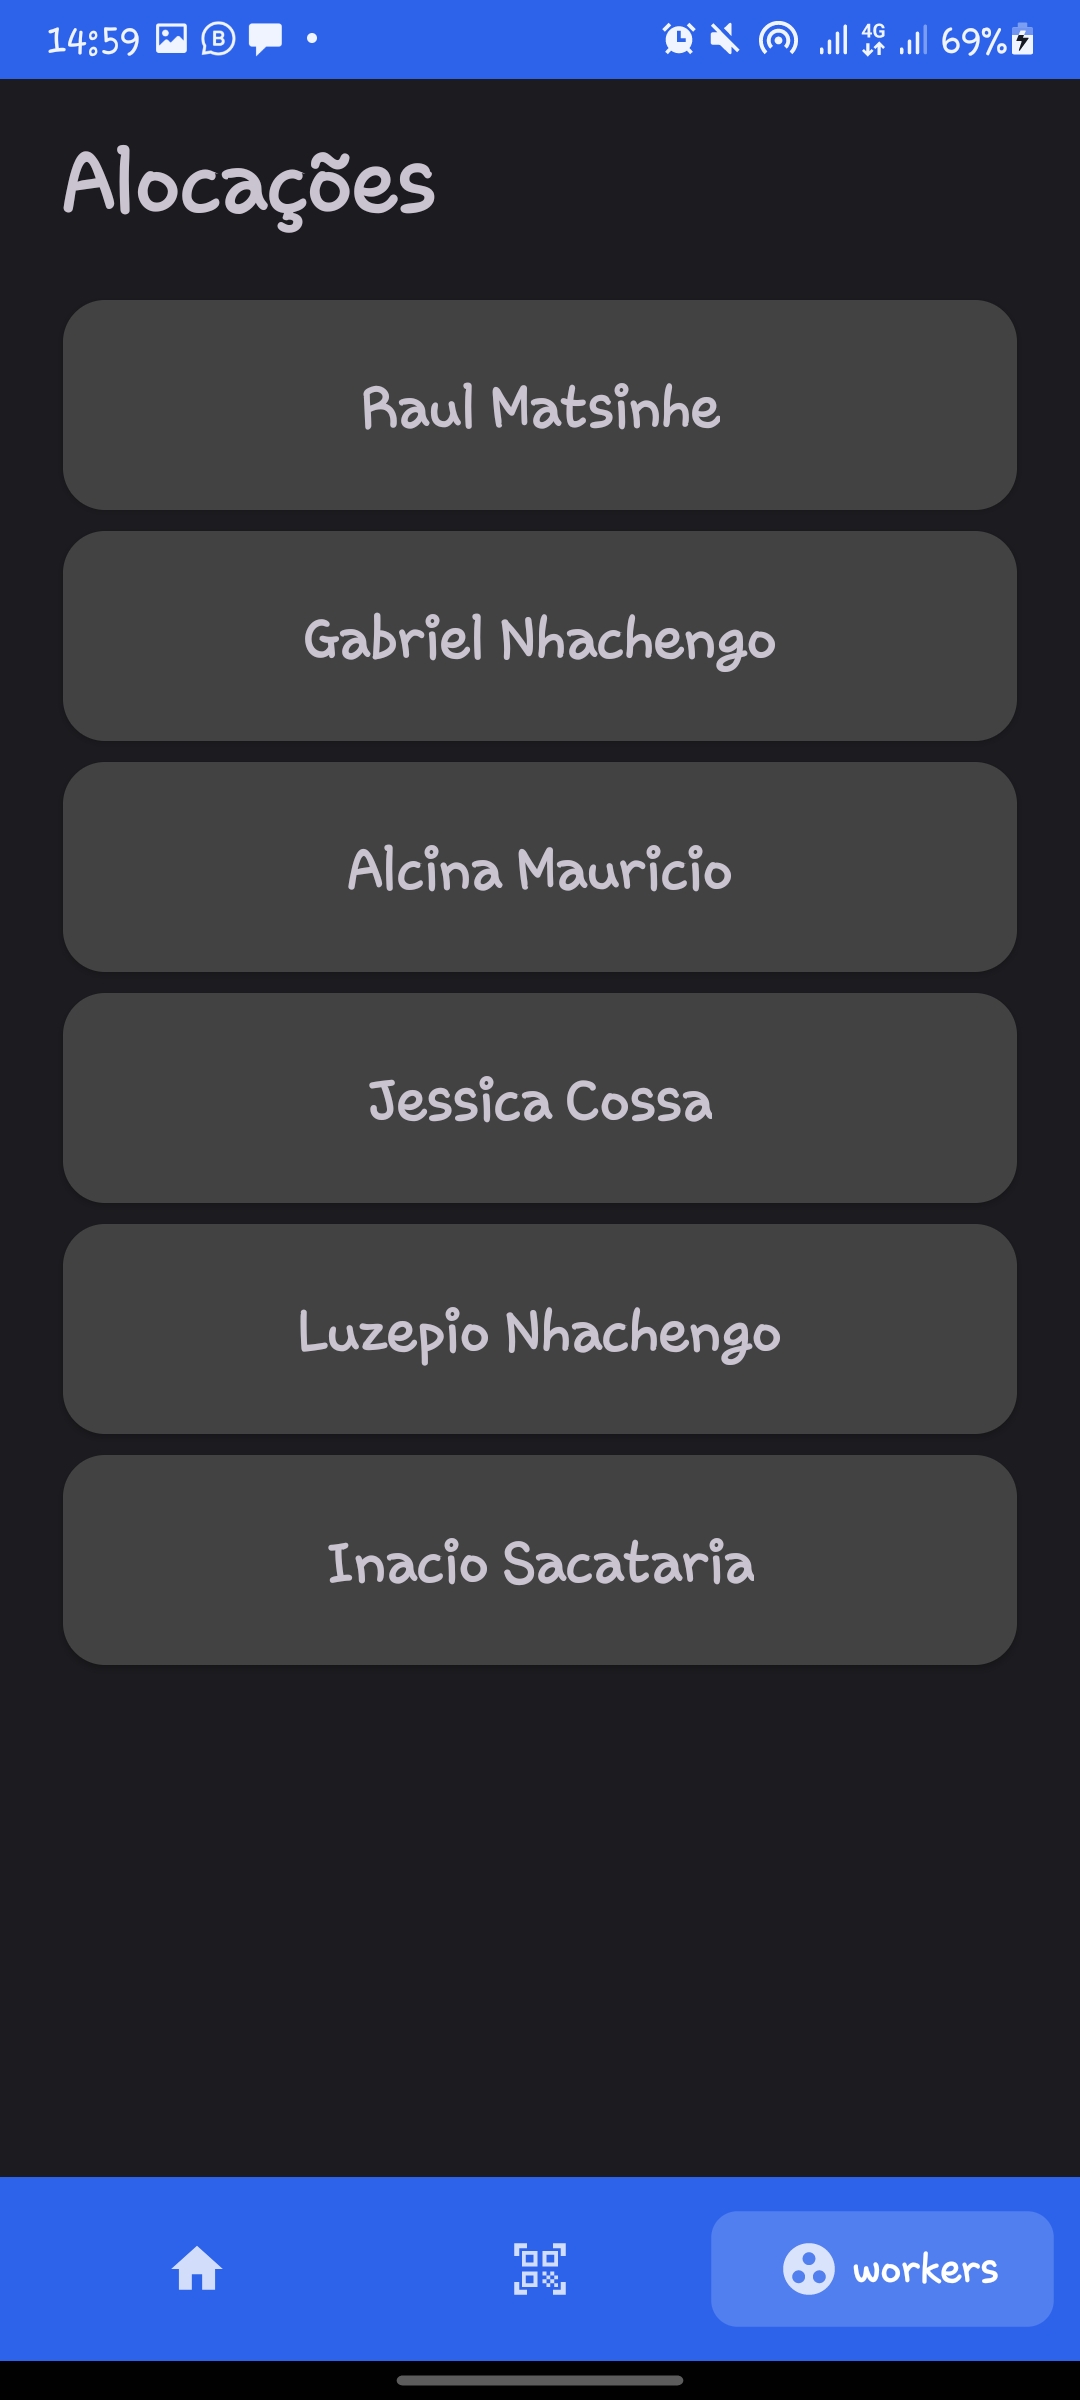 14:59
4G
69%
Alocações
Raul Matsinhe
Gabriel Nhachengo
Alcina Mauricio
Jessica Cossa
Luzepio Nhachengo
Inacio Sacataria
workers